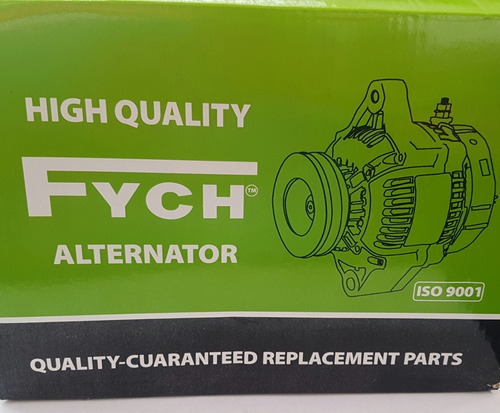 HIGH QUALITY
FYCH™
ALTERNATOR
ISO 9001
QUALITY-CUARANTEED REPLACEMENT PARTS